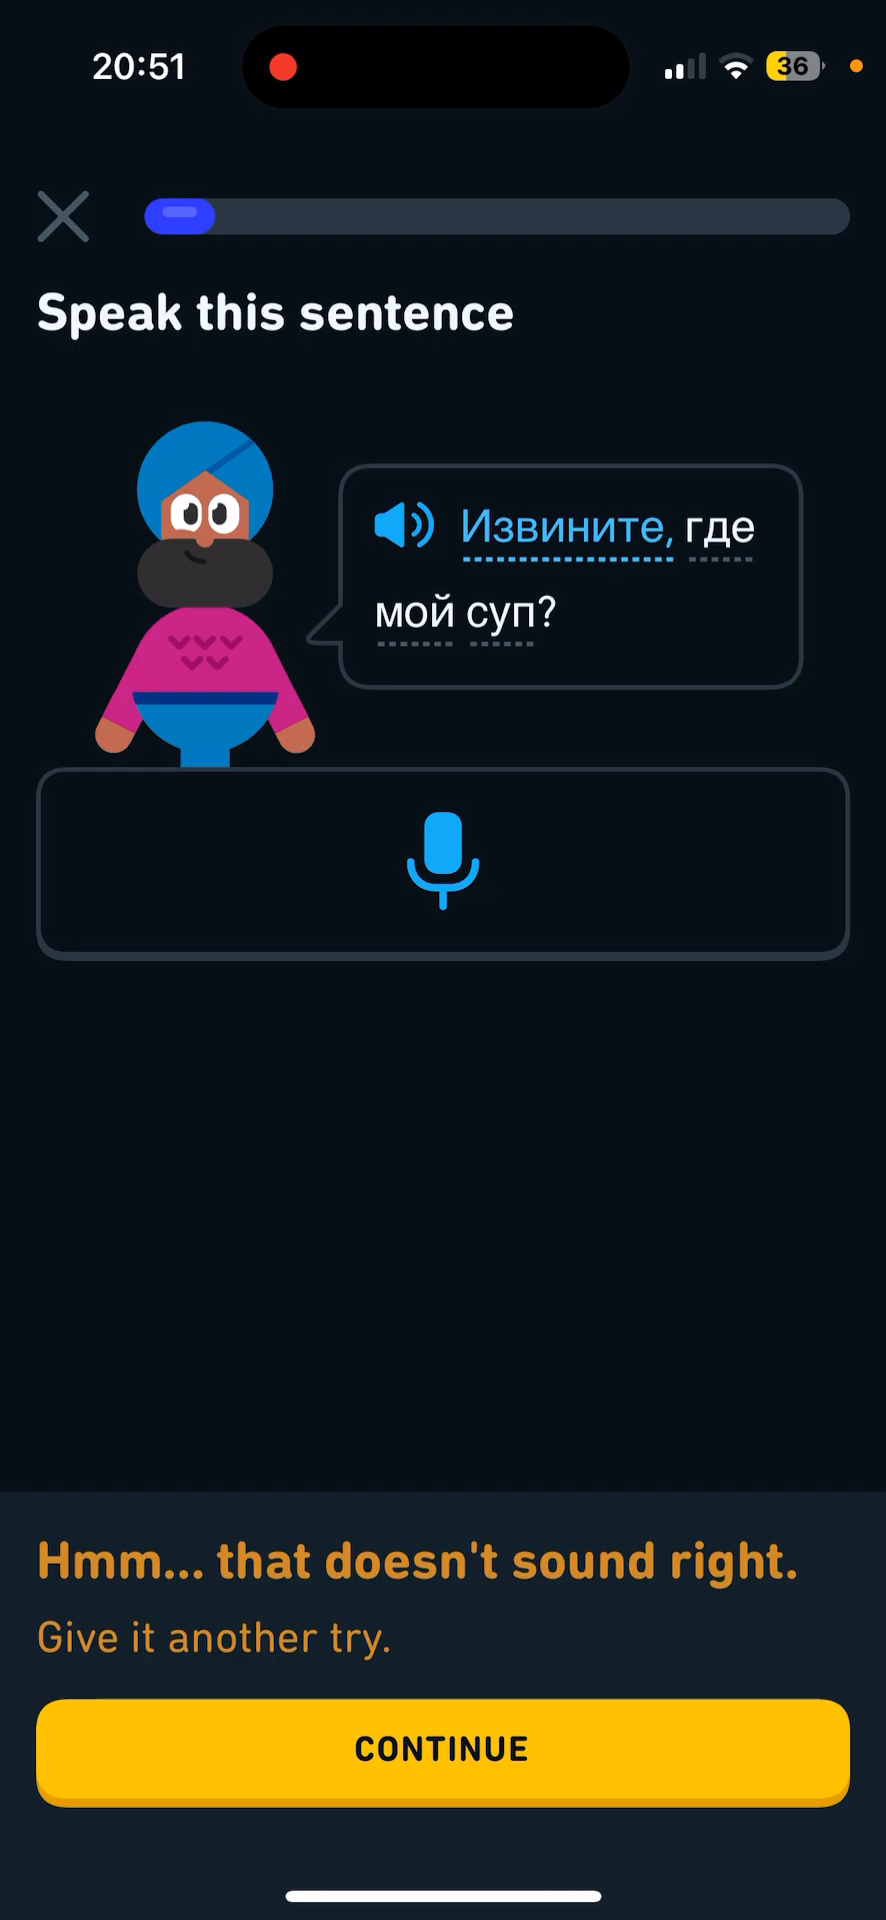 20:51
36
Speak this sentence
Извините, где
мой суп?
Hmm... that doesn't sound right.
Give it another try.
CONTINUE